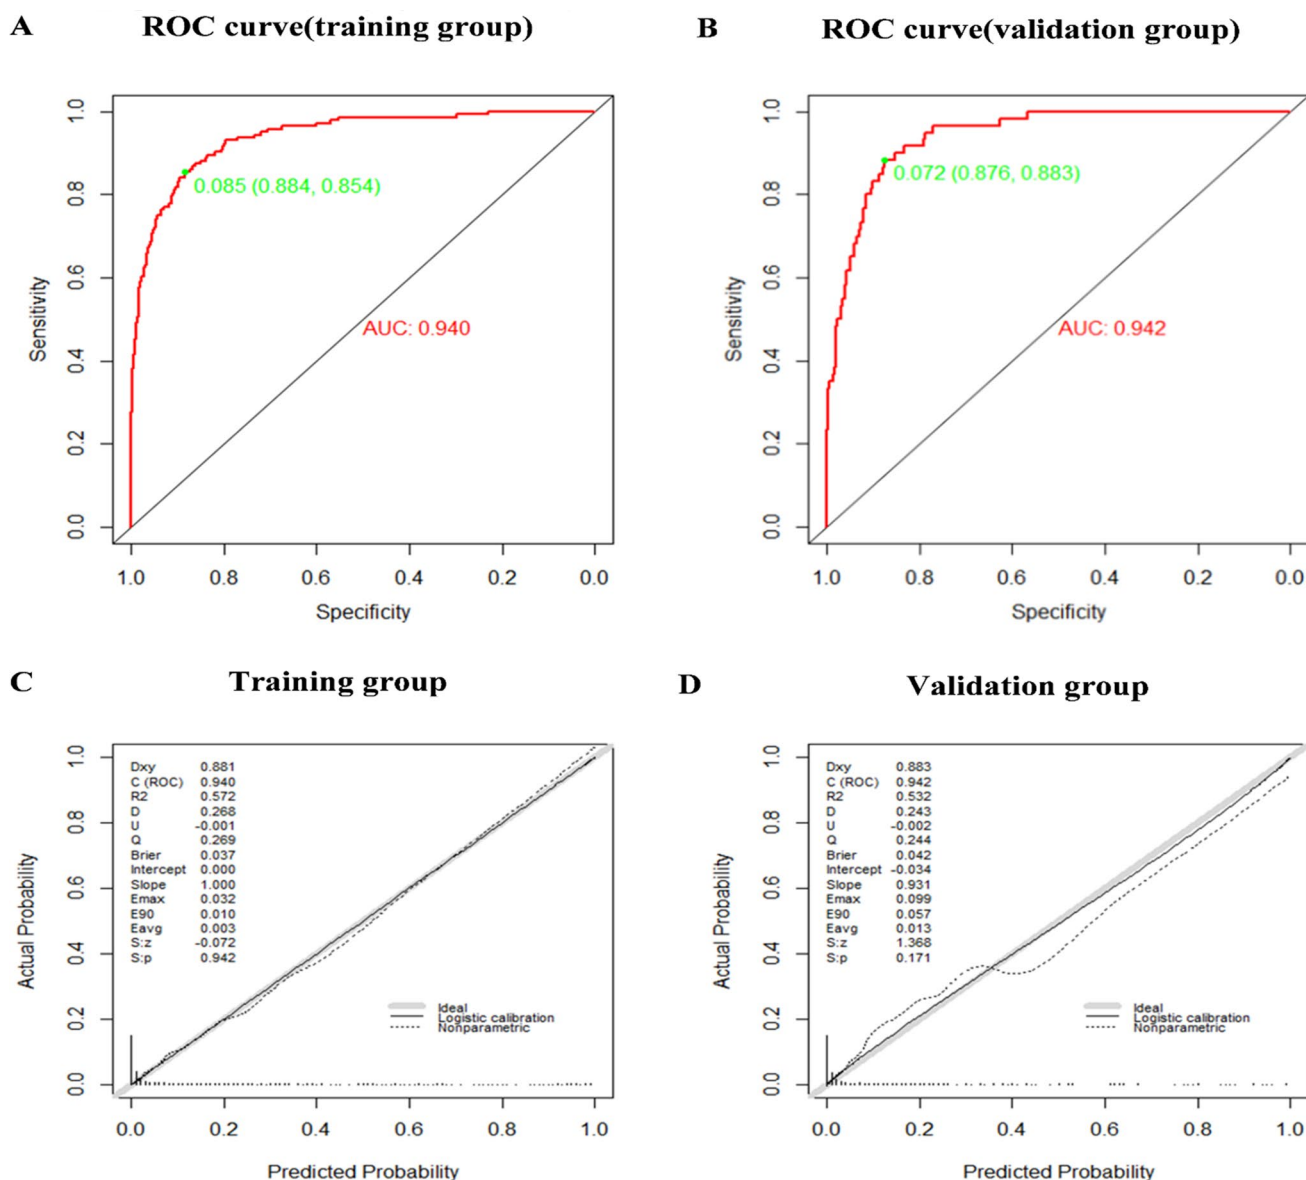 A
ROC curve(training group)
1.0
0.8
0.6
0.4
0.2
0.0
Sensitivity
0.085 (0.884, 0.854)
AUC: 0.940
1.0
0.8
0.6
0.4
0.2
0.0
Specificity
B
ROC curve(validation group)
1.0
0.8
0.6
0.4
0.2
0.0
Sensitivity
0.072 (0.876, 0.883)
AUC: 0.942
1.0
0.8
0.6
0.4
0.2
0.0
Specificity
C
Training group
1.0
0.8
0.6
0.4
0.2
0.0
Actual Probability
Dxy 0.881
C (ROC) 0.940
R2 0.572
D 0.268
U -0.001
Q 0.269
Brier 0.037
Intercept 0.000
Slope 1.000
Emax 0.032
E90 0.010
Eavg 0.003
S:z -0.072
S:p 0.942
Ideal
Logistic calibration
Nonparametric
0.0
0.2
0.4
0.6
0.8
1.0
Predicted Probability
D
Validation group
1.0
0.8
0.6
0.4
0.2
0.0
Actual Probability
Dxy 0.883
C (ROC) 0.942
R2 0.532
D 0.243
U -0.002
Q 0.244
Brier 0.042
Intercept -0.034
Slope 0.931
Emax 0.099
E90 0.057
Eavg 0.013
S:z 1.368
S:p 0.171
Ideal
Logistic calibration
Nonparametric
0.0
0.2
0.4
0.6
0.8
1.0
Predicted Probability